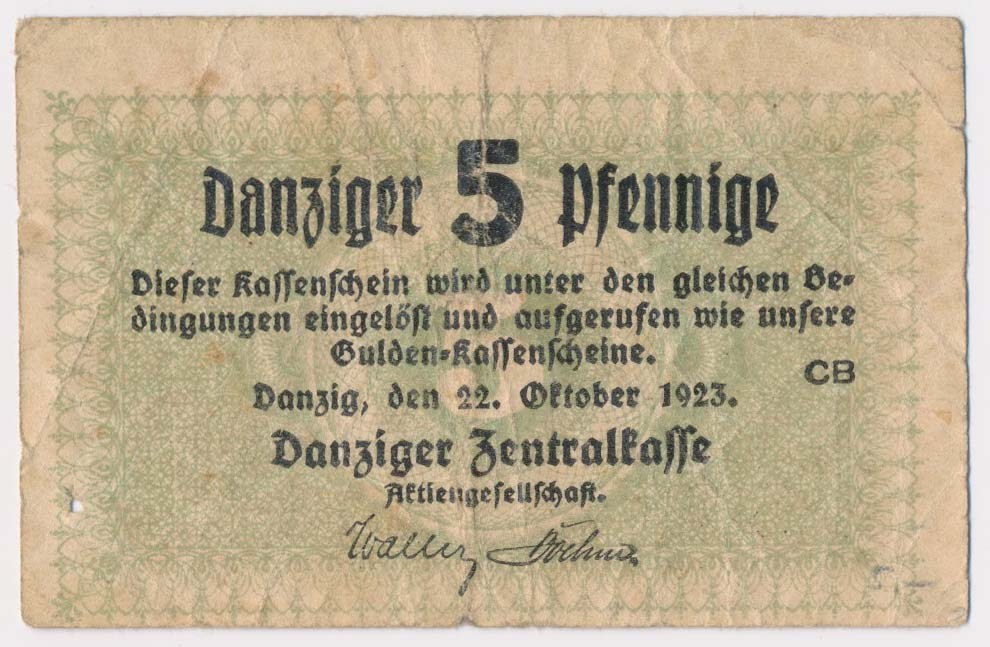 Danziger 5 Pfennige
Dieser Kassenschein wird unter den gleichen Be-
dingungen eingelöst und aufgerufen wie unsere
Gulden-Kassenscheine.
CB
Danzig, den 22. Oktober 1923.
Danziger Zentralkasse
Aktiengesellschaft.